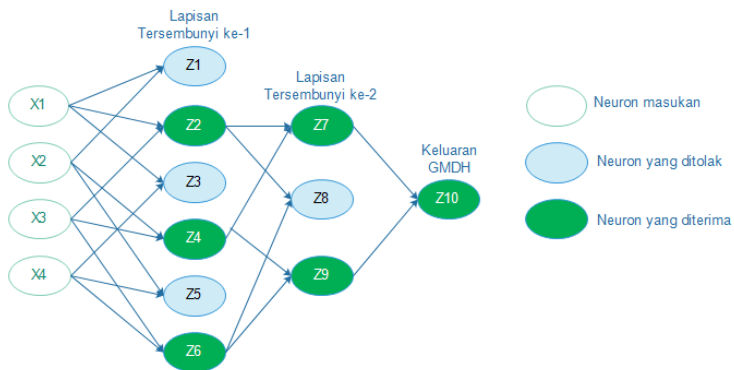 Lapisan
Tersembunyi ke-1
Z1
Lapisan
Tersembunyi ke-2
X1
Z2
Z7
Neuron masukan
Keluaran
GMDH
X2
Z3
Neuron yang ditolak
Z8
Z10
X3
Z4
Neuron yang diterima
X4
Z9
Z5
Z6